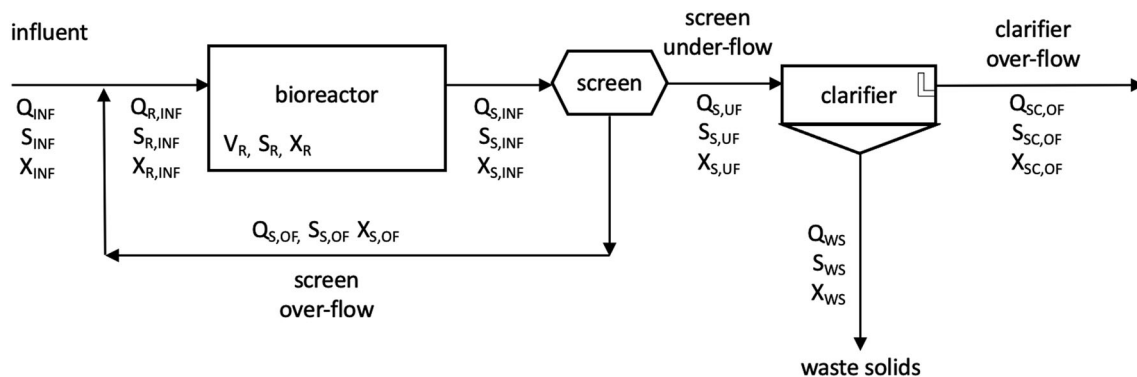 influent
Q_INF
S_INF
X_INF
Q_R,INF
S_R,INF
X_R,INF
bioreactor
V_R, S_R, X_R
Q_S,INF
S_S,INF
X_S,INF
screen
Q_S,OF, S_S,OF X_S,OF
screen
over-flow
screen
under-flow
Q_S,UF
S_S,UF
X_S,UF
clarifier
clarifier
over-flow
Q_SC,OF
S_SC,OF
X_SC,OF
Q_WS
S_WS
X_WS
waste solids